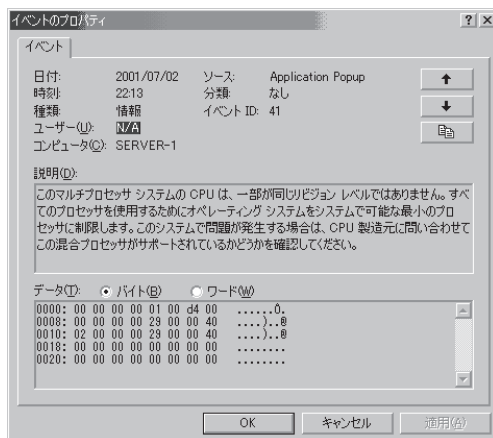 イベントのプロパティ
イベント
日付: 2001/07/02 ソース: Application Popup
時刻: 22:13 分類: なし
種類: 情報 イベント ID: 41
ユーザー(U): N/A
コンピュータ(C): SERVER-1
説明(D):
このマルチプロセッサ システムの CPU は、一部が同じリビジョン レベルではありません。すべ
てのプロセッサを使用するためにオペレーティング システムをシステムで可能な最小のプロ
セッサに制限します。このシステムで問題が発生する場合は、CPU 製造元に問い合わせて
この混合プロセッサがサポートされているかどうかを確認してください。
データ(T): バイト(B) ワード(W)
0000: 00 00 00 00 01 00 d4 00 ......Ô.
0008: 00 00 00 00 29 00 00 40 ....)..@
0010: 02 00 00 00 29 00 00 40 ....)..@
0018: 00 00 00 00 00 00 00 00 ........
0020: 00 00 00 00 00 00 00 00 ........
OK キャンセル 適用(A)